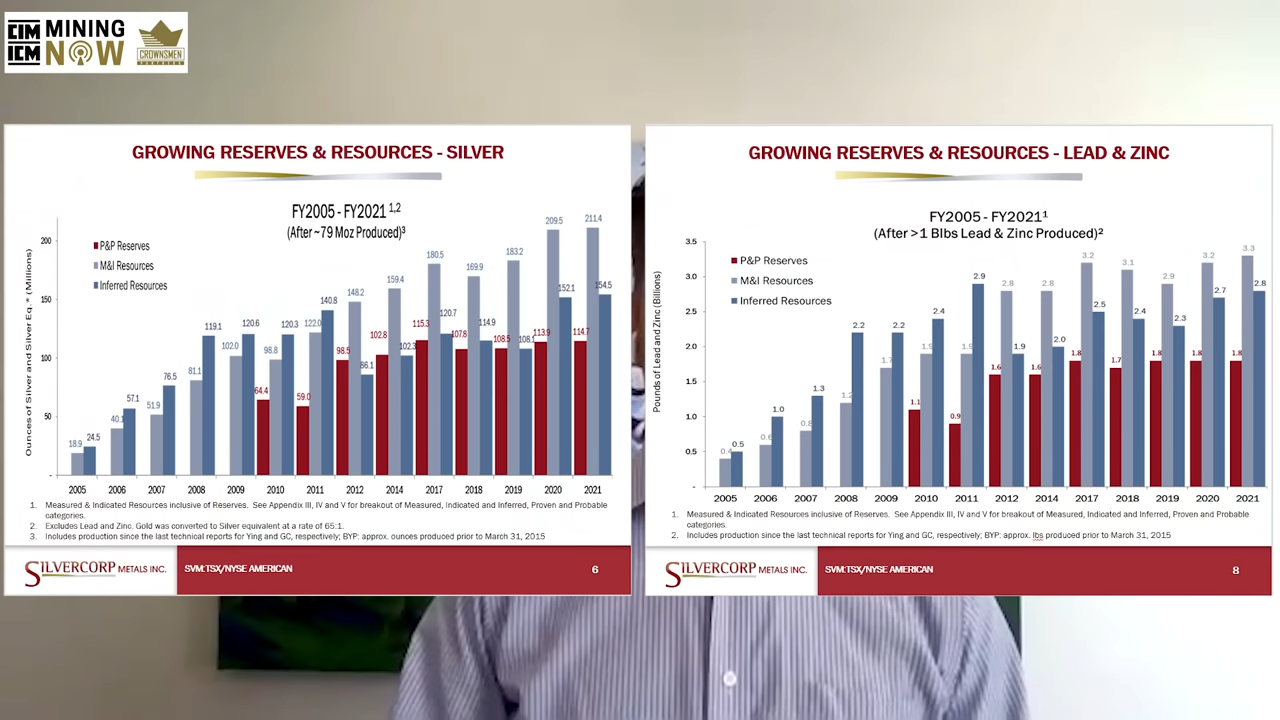 CIM
ICM
MINING
NOW
CROWNSMEN
PARTNERS
GROWING RESERVES & RESOURCES - SILVER
FY2005 - FY2021 1,2
(After ~79 Moz Produced)3
Ounces of Silver and Silver Eq.* (Millions)
P&P Reserves
M&I Resources
Inferred Resources
200
150
100
50
-
18.9 24.5
40.1 57.1
51.9 76.5
81.1 119.1
102.0 120.6
64.4 98.8 120.3
59.0 122.0 140.8
98.5 148.2 86.1
102.8 159.4 102.3
115.3 180.5 120.7
107.8 169.9 114.9
108.5 183.2 108.1
113.9 209.5 152.1
114.7 211.4 154.5
2005 2006 2007 2008 2009 2010 2011 2012 2014 2017 2018 2019 2020 2021
1. Measured & Indicated Resources inclusive of Reserves. See Appendix III, IV and V for breakout of Measured, Indicated and Inferred, Proven and Probable
categories.
2. Excludes Lead and Zinc. Gold was converted to Silver equivalent at a rate of 65:1.
3. Includes production since the last technical reports for Ying and GC, respectively; BYP: approx. ounces produced prior to March 31, 2015
SILVERCORP METALS INC.
SVM:TSX/NYSE AMERICAN
6
GROWING RESERVES & RESOURCES - LEAD & ZINC
FY2005 - FY20211
(After >1 Blbs Lead & Zinc Produced)2
Pounds of Lead and Zinc (Billions)
P&P Reserves
M&I Resources
Inferred Resources
3.5
3.0
2.5
2.0
1.5
1.0
0.5
-
0.4 0.5
0.6 1.0
0.8 1.3
1.2 2.2
1.7 2.2
1.1 1.9 2.4
0.9 1.9 2.9
1.6 2.8 1.9
1.6 2.8 2.0
1.8 3.2 2.5
1.7 3.1 2.4
1.8 2.9 2.3
1.8 3.2 2.7
1.8 3.3 2.8
2005 2006 2007 2008 2009 2010 2011 2012 2014 2017 2018 2019 2020 2021
1. Measured & Indicated Resources inclusive of Reserves. See Appendix III, IV and V for breakout of Measured, Indicated and Inferred, Proven and Probable
categories.
2. Includes production since the last technical reports for Ying and GC, respectively; BYP: approx. lbs produced prior to March 31, 2015
SILVERCORP METALS INC.
SVM:TSX/NYSE AMERICAN
8